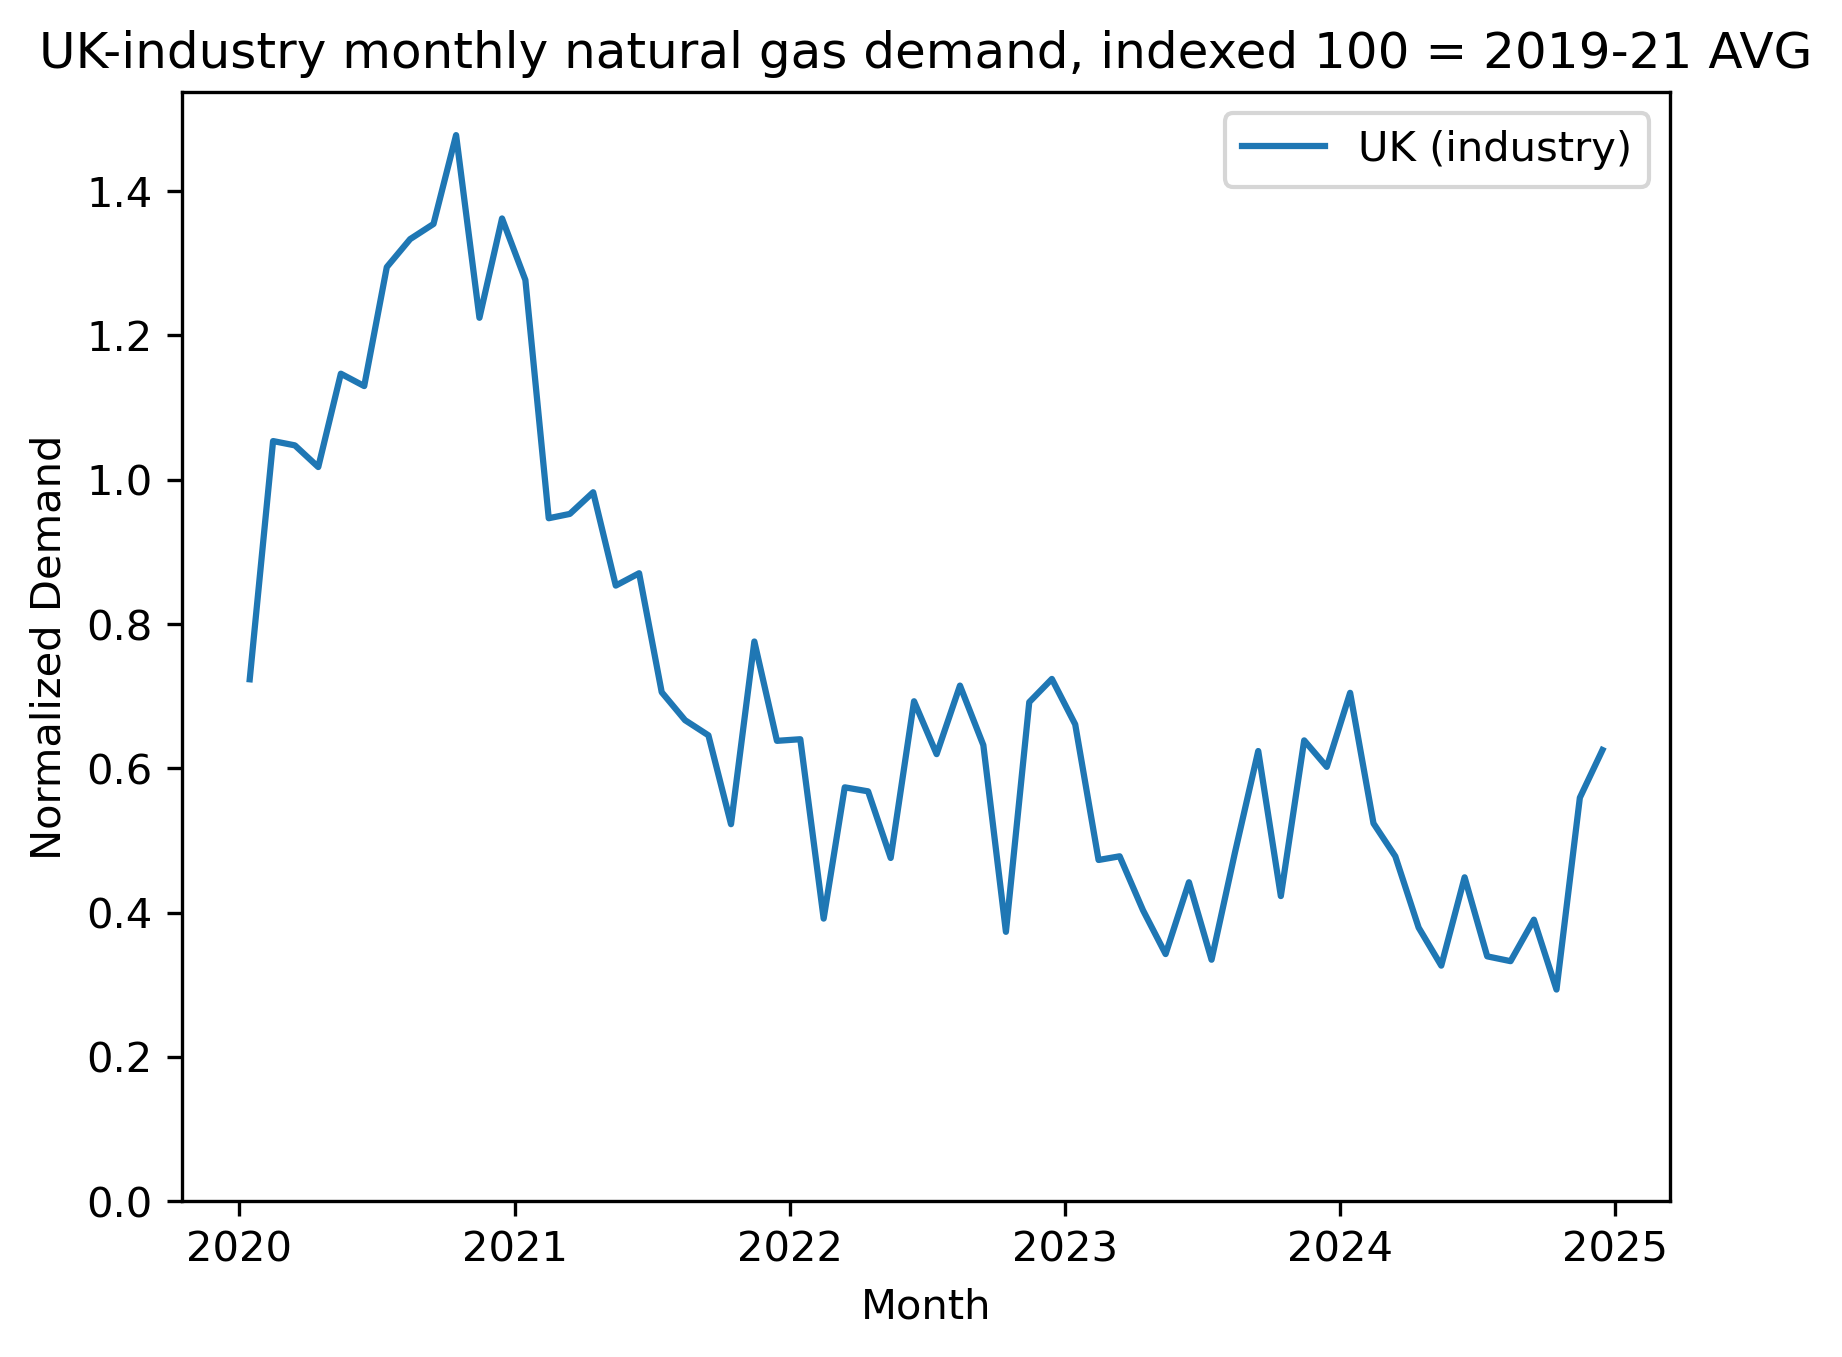 UK-industry monthly natural gas demand, indexed 100 = 2019-21 AVG
UK (industry)
Normalized Demand
1.4
1.2
1.0
0.8
0.6
0.4
0.2
0.0
2020 2021 2022 2023 2024 2025
Month